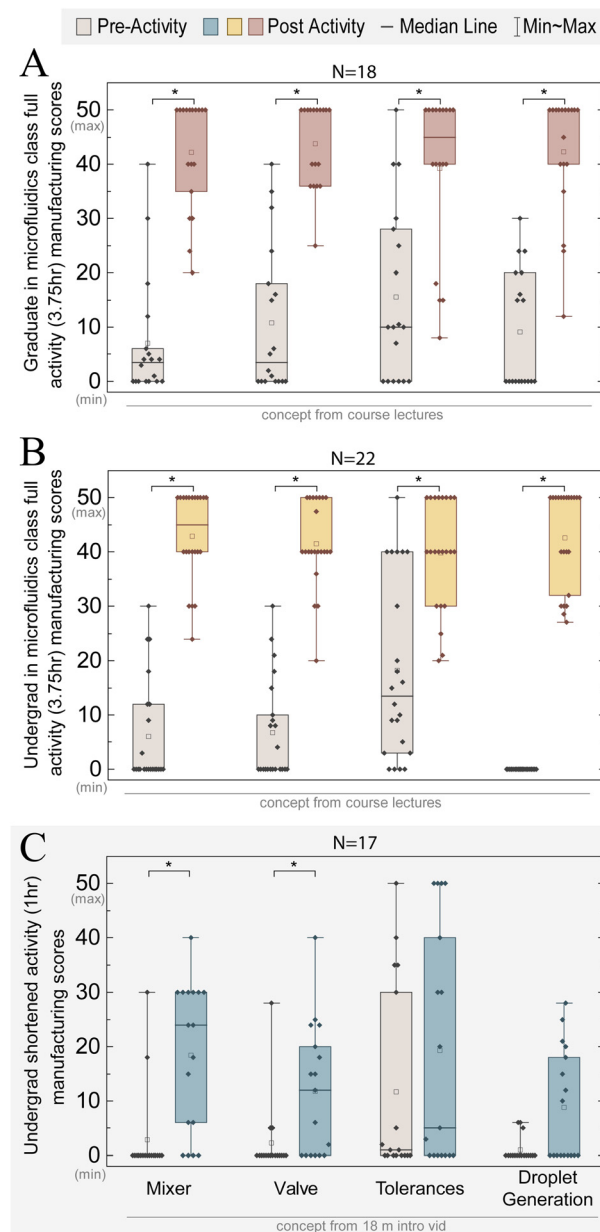 Pre-Activity Post Activity Median Line Min~Max
A
N=18
Graduate in microfluidics class full
activity (3.75hr) manufacturing scores
50
(max)
40
30
20
10
0
(min)
* * * *
concept from course lectures
B
N=22
Undergrad in microfluidics class full
activity (3.75hr) manufacturing scores
50
(max)
40
30
20
10
0
(min)
* * * *
concept from course lectures
C
N=17
Undergrad shortened activity (1hr)
manufacturing scores
50
(max)
40
30
20
10
0
(min)
* *
Mixer Valve Tolerances Droplet
Generation
concept from 18 m intro vid